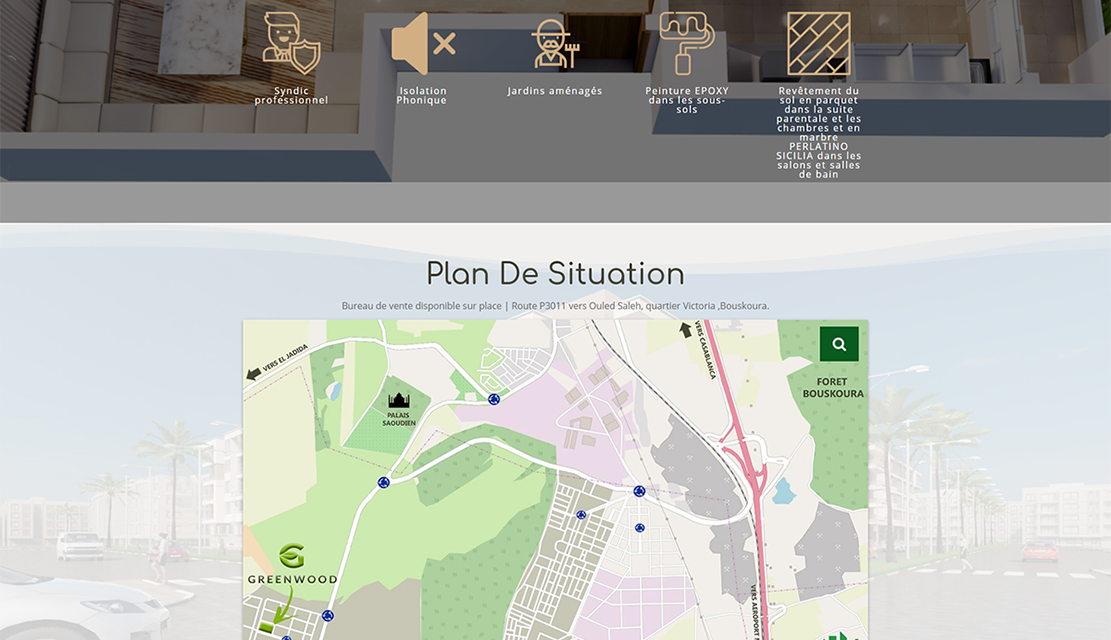 Syndic
professionnel
Isolation
Phonique
Jardins aménagés
Peinture EPOXY
dans les sous-
sols
Revêtement du
sol en parquet
dans la suite
parentale et les
chambres et en
marbre
PERLATINO
SICILIA dans les
salons et salles
de bain
Plan De Situation
Bureau de vente disponible sur place | Route P3011 vers Ouled Saleh, quartier Victoria ,Bouskoura.
VERS EL JADIDA
VERS CASABLANCA
FORET
BOUSKOURA
PALAIS
SAOUDIEN
GREENWOOD
VERS AEROPORT